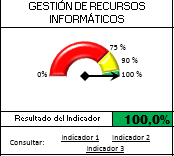 GESTIÓN DE RECURSOS
INFORMÁTICOS
75 %
90 %
0%
100 %
Resultado del Indicador 100,0%
Consultar: Indicador 1 Indicador 2
Indicador 3